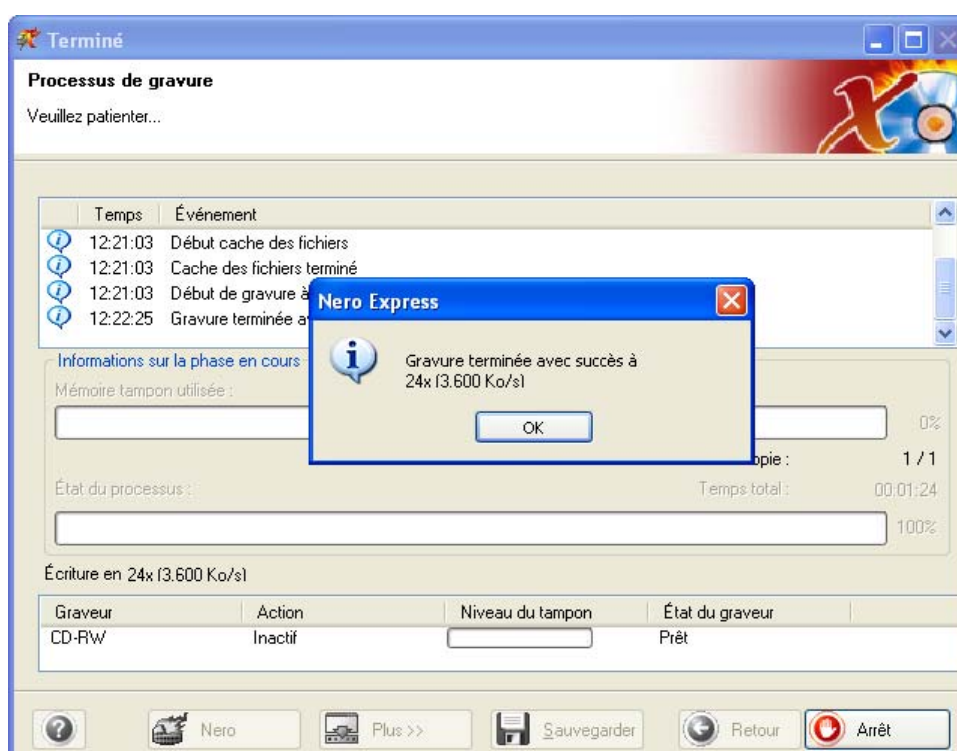 Terminé
Processus de gravure
Veuillez patienter...
Temps Événement
12:21:03 Début cache des fichiers
12:21:03 Cache des fichiers terminé
12:21:03 Début de gravure à
12:22:25 Gravure terminée
Nero Express
Gravure terminée avec succès à
24x (3.600 Ko/s)
OK
Informations sur la phase en cours
Mémoire tampon utilisée :
0%
opie : 1 / 1
État du processus : Temps total : 00:01:24
100%
Écriture en 24x (3.600 Ko/s)
Graveur Action Niveau du tampon État du graveur
CD-RW Inactif Prêt
Nero Plus >> Sauvegarder Retour Arrêt